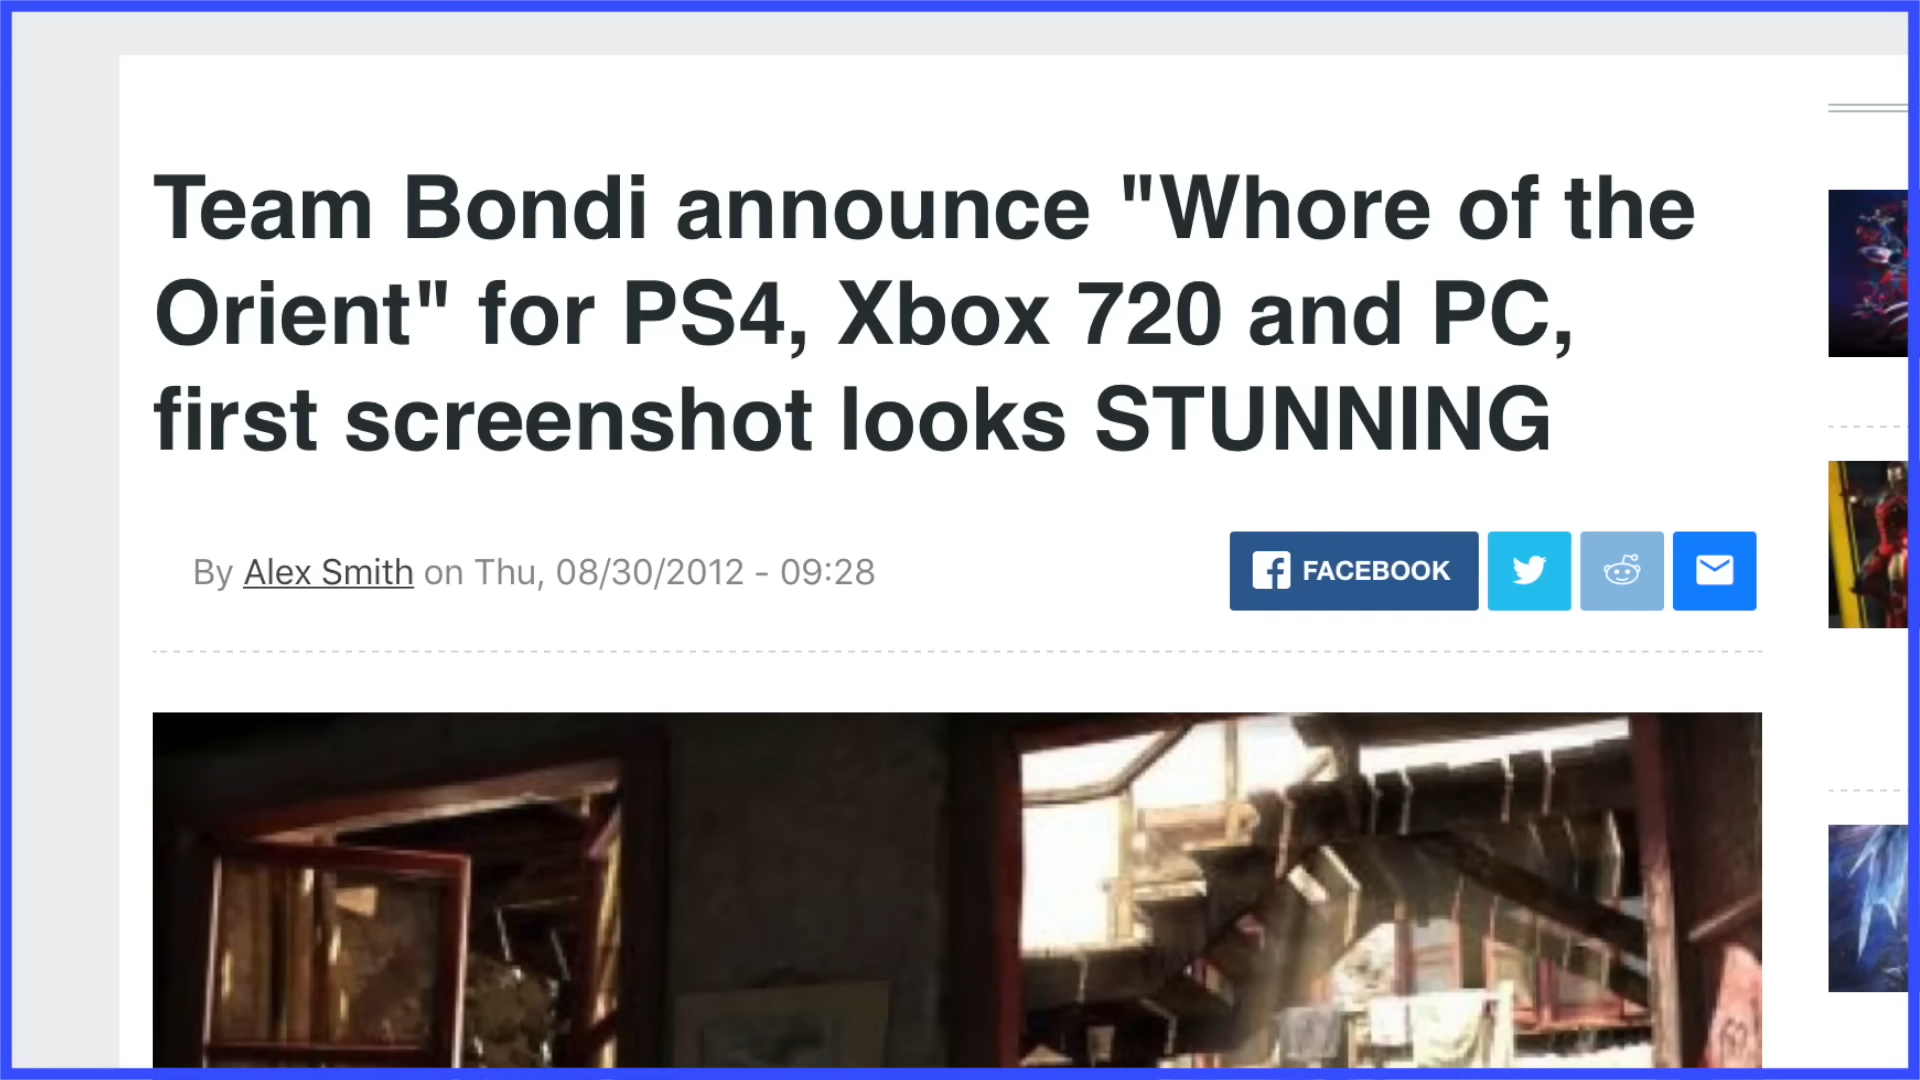 Team Bondi announce "Whore of the
Orient" for PS4, Xbox 720 and PC,
first screenshot looks STUNNING
By Alex Smith on Thu, 08/30/2012 - 09:28
FACEBOOK